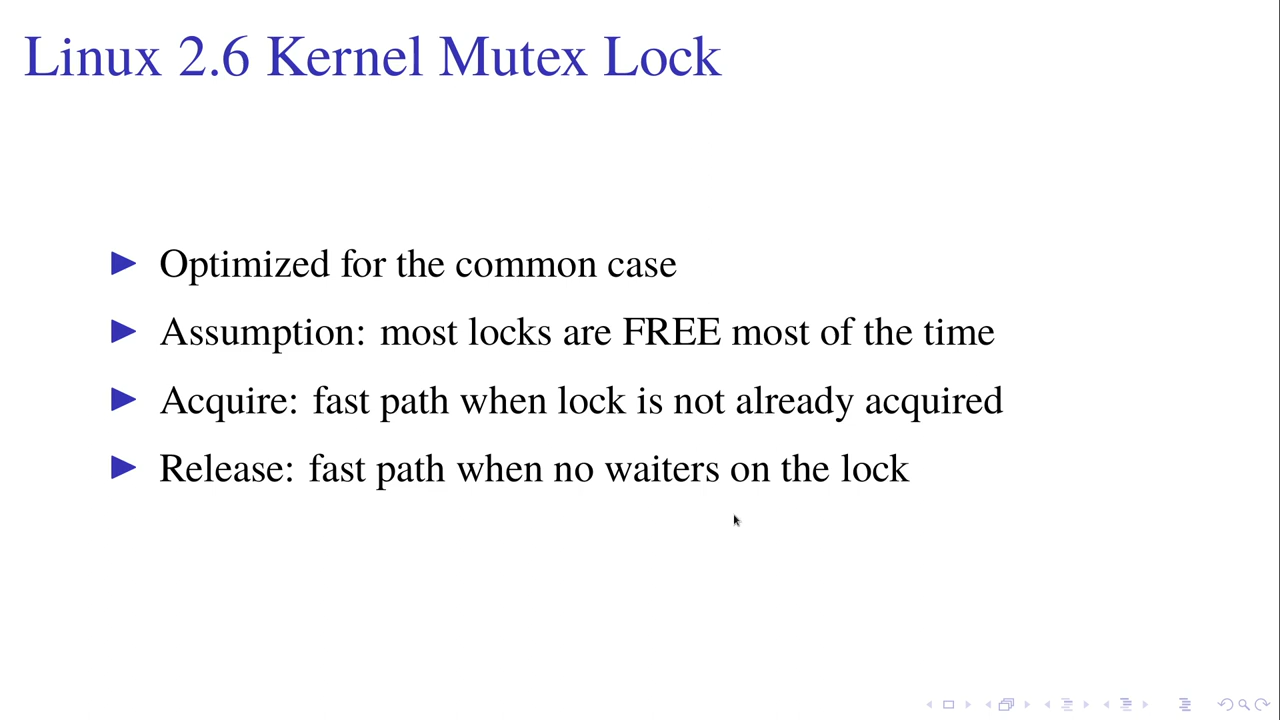 Linux 2.6 Kernel Mutex Lock
Optimized for the common case
Assumption: most locks are FREE most of the time
Acquire: fast path when lock is not already acquired
Release: fast path when no waiters on the lock